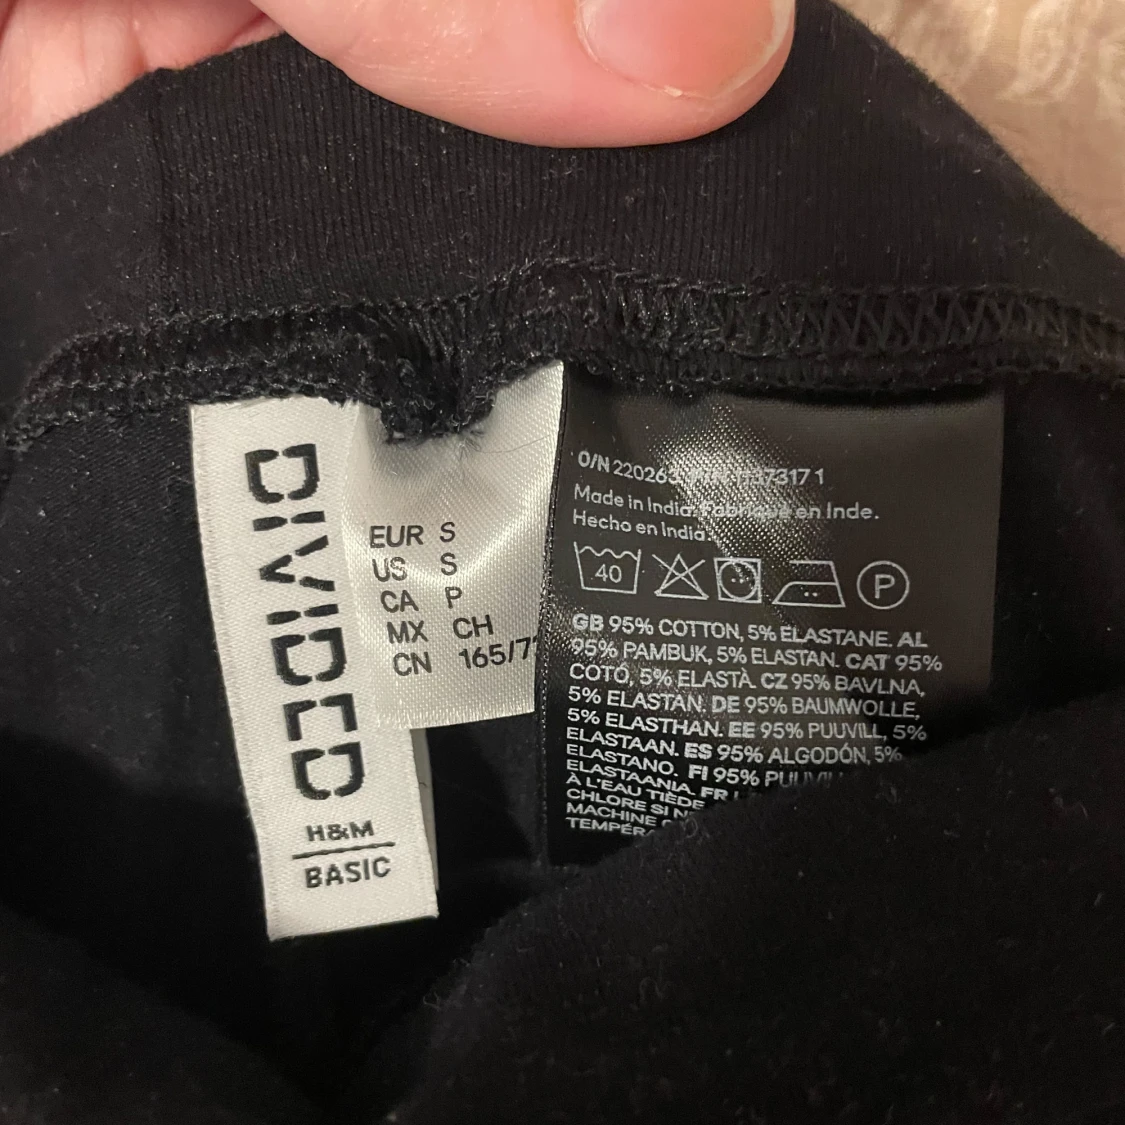 DIVIDED
H&M
BASIC
EUR S
US S
CA P
MX CH
CN 165/7
O/N 220263 1373171
Made in India. Fabriqué en Inde.
Hecho en India.
40
P
GB 95% COTTON, 5% ELASTANE. AL
95% PAMBUK, 5% ELASTAN. CAT 95%
COTÓ, 5% ELASTÀ. CZ 95% BAVLNA,
5% ELASTAN. DE 95% BAUMWOLLE,
5% ELASTHAN. EE 95% PUUVILL, 5%
ELASTAAN. ES 95% ALGODÓN, 5%
ELASTANO. FI 95%
ELASTAANIA. FR
À L'EAU TIÈDE
CHLORE SI
MACHINE